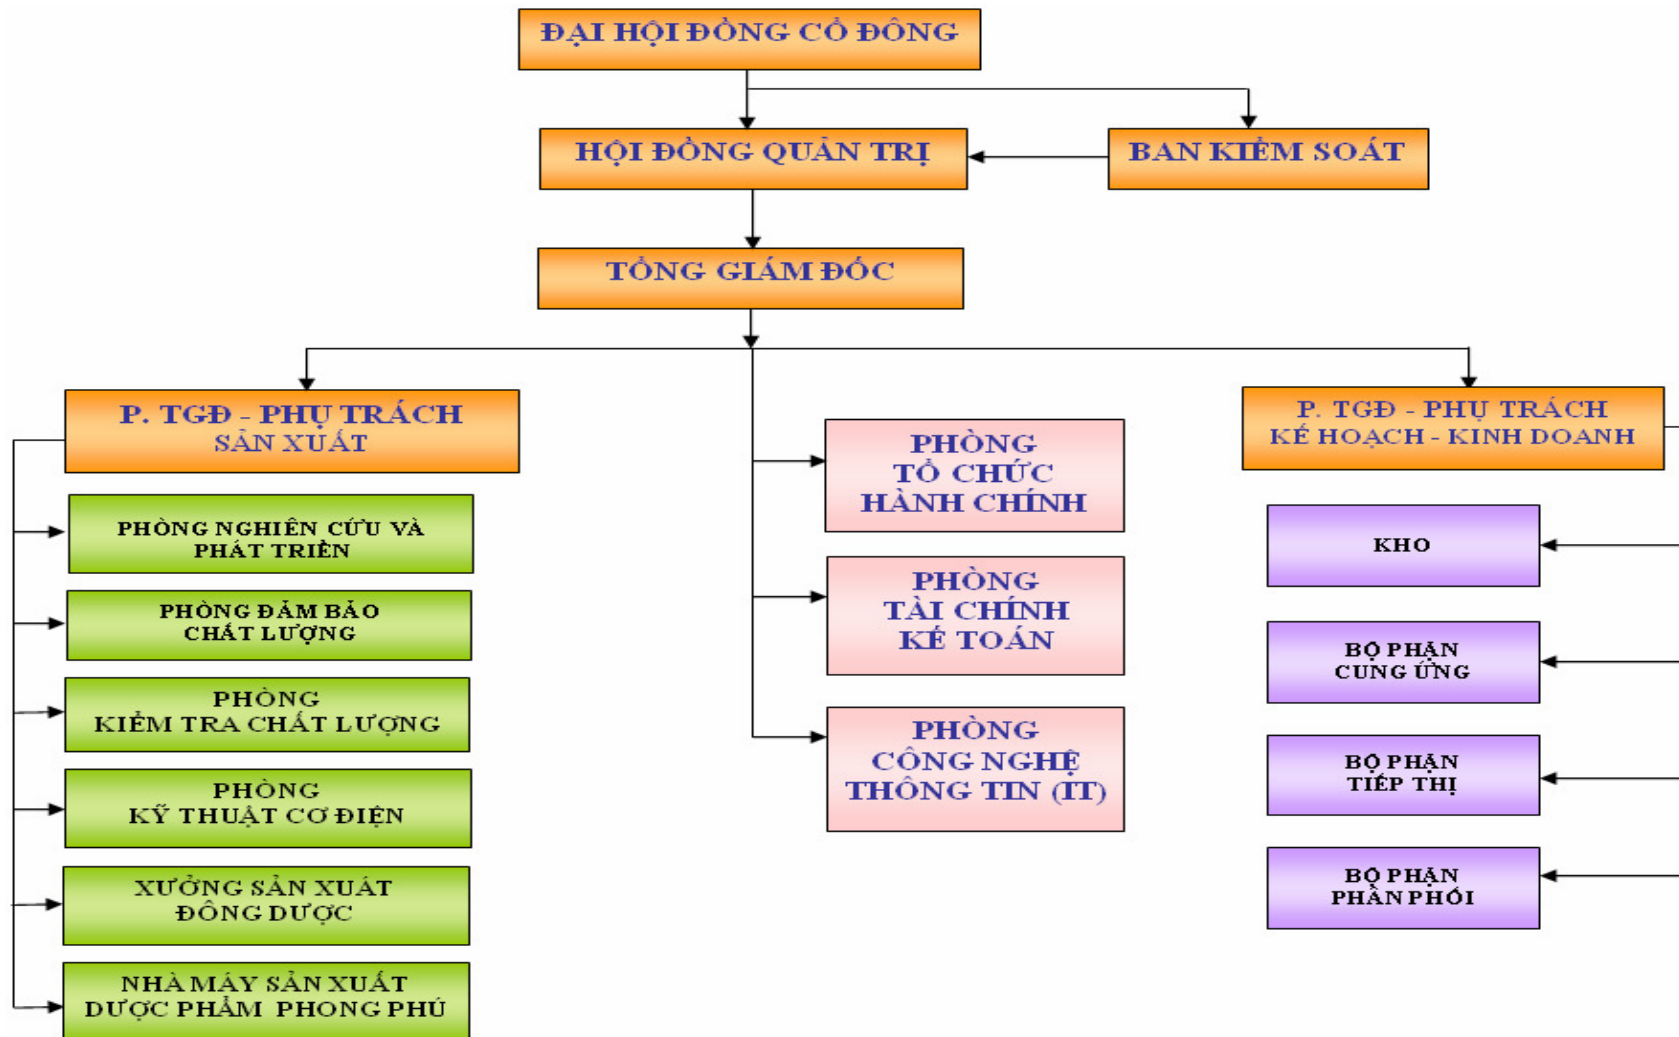 ĐẠI HỘI ĐỒNG CỔ ĐÔNG
HỘI ĐỒNG QUẢN TRỊ
BAN KIỂM SOÁT
TỔNG GIÁM ĐỐC
P. TGĐ - PHỤ TRÁCH
SẢN XUẤT
PHÒNG NGHIÊN CỨU VÀ
PHÁT TRIỂN
PHÒNG ĐẢM BẢO
CHẤT LƯỢNG
PHÒNG
KIỂM TRA CHẤT LƯỢNG
PHÒNG
KỸ THUẬT CƠ ĐIỆN
XƯỞNG SẢN XUẤT
ĐÔNG DƯỢC
NHÀ MÁY SẢN XUẤT
DƯỢC PHẨM PHONG PHÚ
PHÒNG
TỔ CHỨC
HÀNH CHÍNH
PHÒNG
TÀI CHÍNH
KẾ TOÁN
PHÒNG
CÔNG NGHỆ
THÔNG TIN (IT)
P. TGĐ - PHỤ TRÁCH
KẾ HOẠCH - KINH DOANH
KHO
BỘ PHẬN
CUNG ỨNG
BỘ PHẬN
TIẾP THỊ
BỘ PHẬN
PHÂN PHỐI